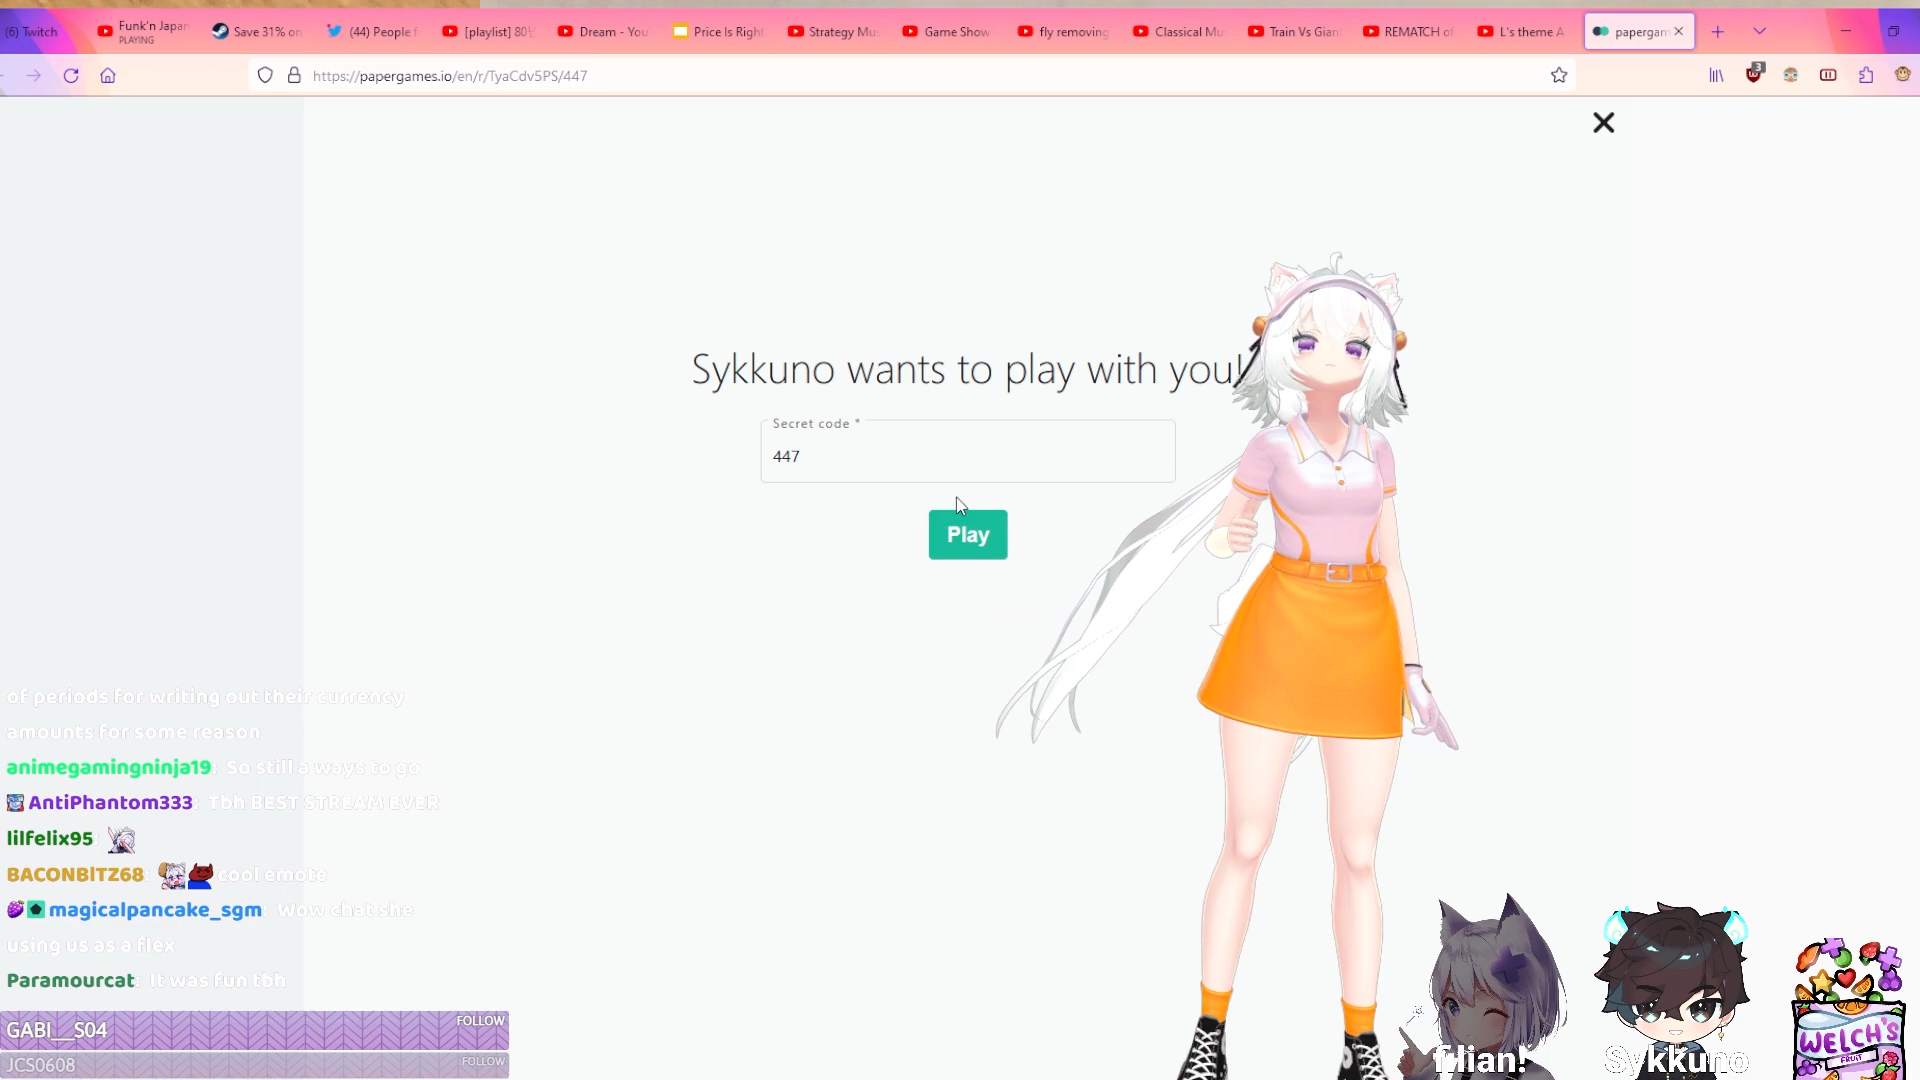 (6) Twitch
Funk'n Japan
PLAYING
Save 31% on
(44) People f
[playlist] 80
Dream - You
Price Is Right
Strategy Mu
Game Show
fly removing
Classical Mu
Train Vs Gian
REMATCH of
L's theme A
papergam
https://papergames.io/en/r/TyaCdv5PS/447
3
Sykkuno wants to play with you!
Secret code *
447
Play
of periods for writing out their currency
amounts for some reason
animegamingninja19: So still a ways to go
AntiPhantom333: Tbh BEST STREAM EVER
lilfelix95
BACONBlTZ68: cool emote
magicalpancake_sgm: Wow chat she
using us as a flex
Paramourcat: It was fun tbh
GABI__S04
FOLLOW
JCS0608
FOLLOW
filian!
Sykkuno
WELCH'S
FRUIT